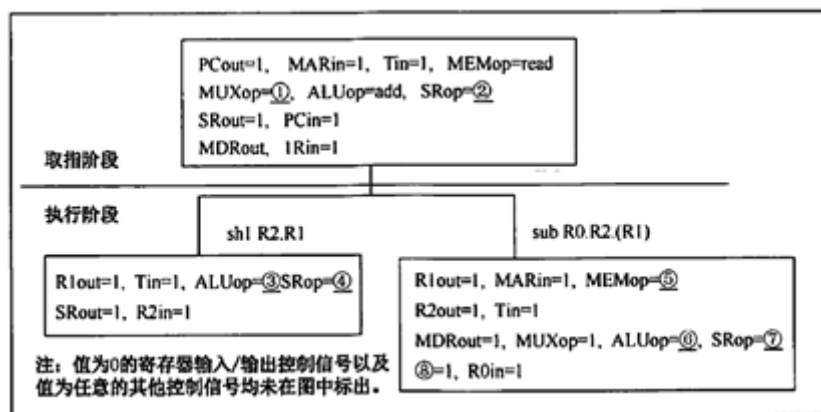 PCout=1, MARin=1, Tin=1, MEMop=read
MUXop=①, ALUop=add, SRop=②
SRout=1, PCin=1
MDRout, 1Rin=1
取指阶段
执行阶段
sh1 R2.R1
sub R0.R2.(R1)
R1out=1, Tin=1, ALUop=③SRop=④
SRout=1, R2in=1
R1out=1, MARin=1, MEMop=⑤
R2out=1, Tin=1
MDRout=1, MUXop=1, ALUop=⑥, SRop=⑦
⑧=1, R0in=1
注：值为0的寄存器输入/输出控制信号以及
值为任意的其他控制信号均未在图中标出。